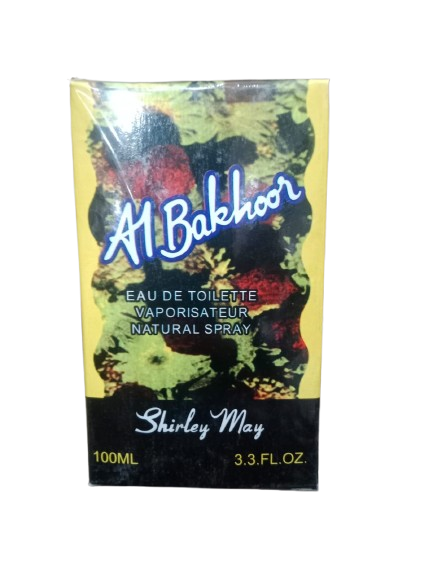 Al Bakhoor
EAU DE TOILETTE
VAPORISATEUR
NATURAL SPRAY
Shirley May
100ML 3.3.FL.OZ.